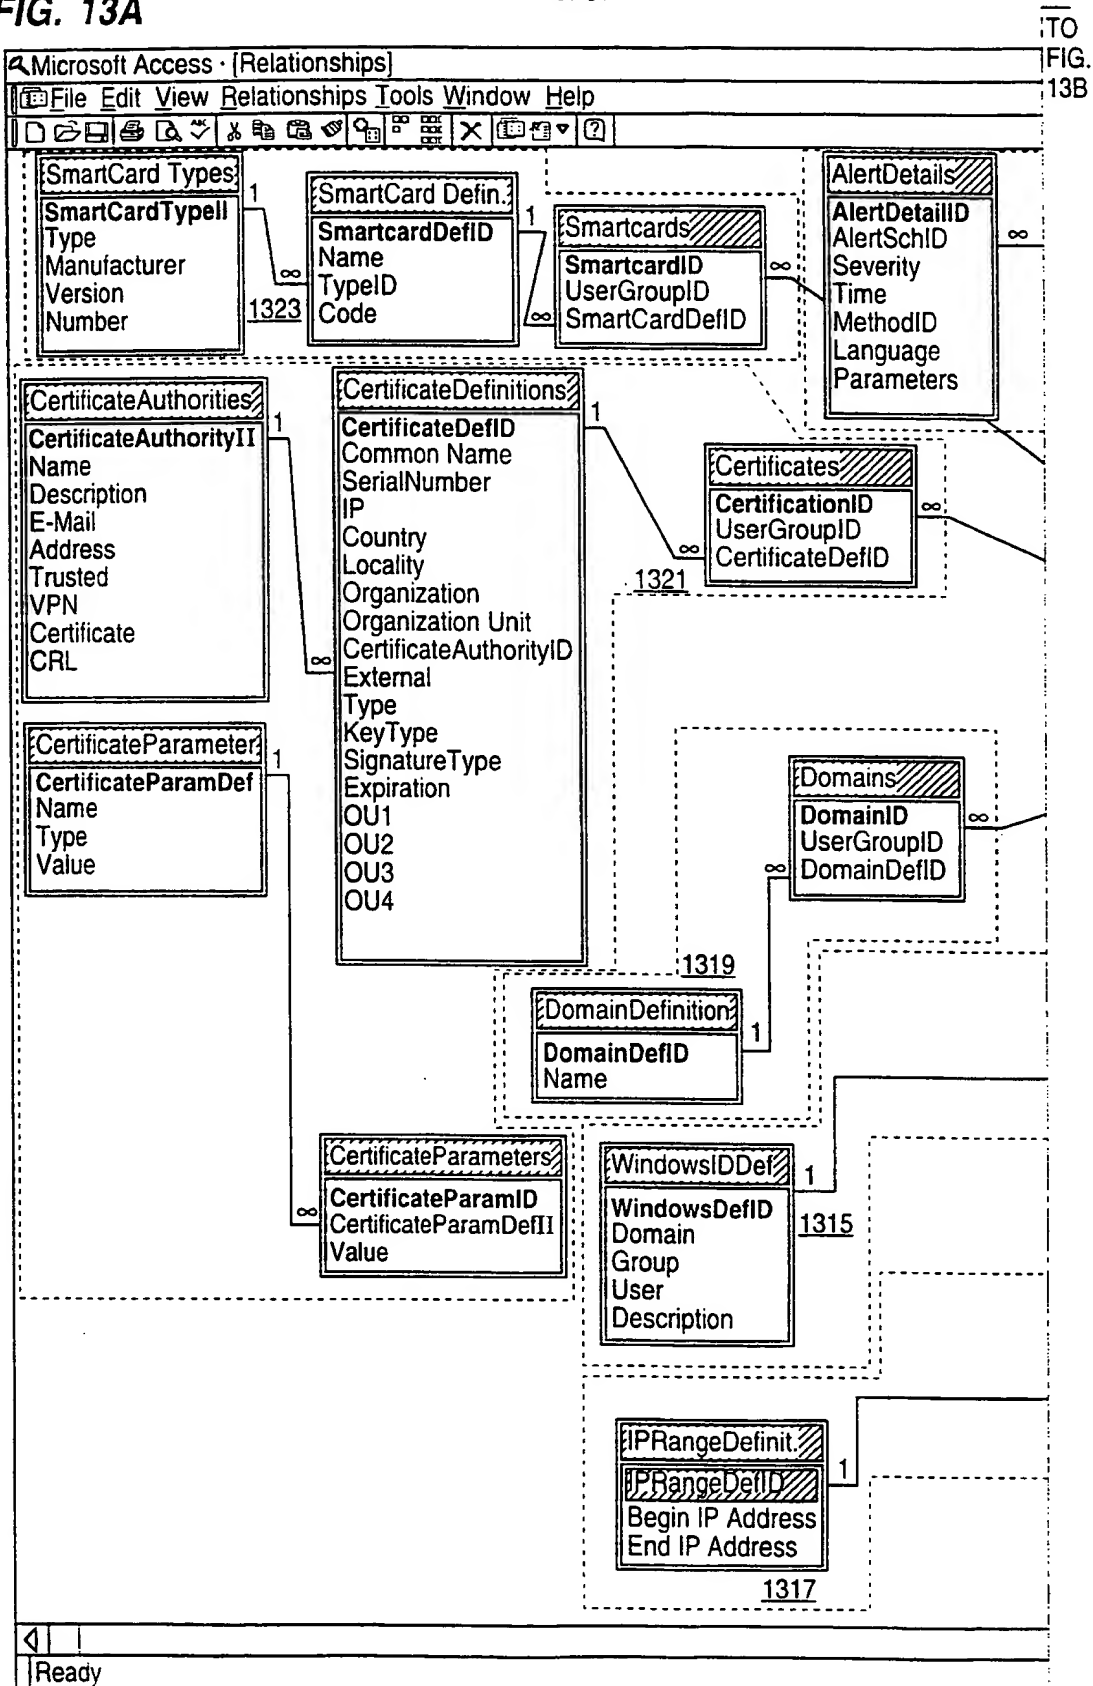 FIG. 13A
TO
FIG.
13B
Microsoft Access · [Relationships]
File Edit View Relationships Tools Window Help
SmartCard Types
SmartCardTypeII
Type
Manufacturer
Version
Number
1
∞
1323
SmartCard Defin.
SmartcardDefID
Name
TypeID
Code
1
∞
Smartcards
SmartcardID
UserGroupID
SmartCardDefID
∞
AlertDetails
AlertDetailID
AlertSchID
Severity
Time
MethodID
Language
Parameters
∞
CertificateAuthorities
CertificateAuthorityII
Name
Description
E-Mail
Address
Trusted
VPN
Certificate
CRL
1
∞
CertificateDefinitions
CertificateDefID
Common Name
SerialNumber
IP
Country
Locality
Organization
Organization Unit
CertificateAuthorityID
External
Type
KeyType
SignatureType
Expiration
OU1
OU2
OU3
OU4
1
∞
1321
Certificates
CertificationID
UserGroupID
CertificateDefID
∞
CertificateParameter
CertificateParamDef
Name
Type
Value
1
∞
Domains
DomainID
UserGroupID
DomainDefID
∞
∞
1319
DomainDefinition
DomainDefID
Name
1
CertificateParameters
CertificateParamID
CertificateParamDefII
Value
WindowsIDDef
WindowsDefID
Domain
Group
User
Description
1
1315
IPRangeDefinit.
IPRangeDefID
Begin IP Address
End IP Address
1
1317
Ready